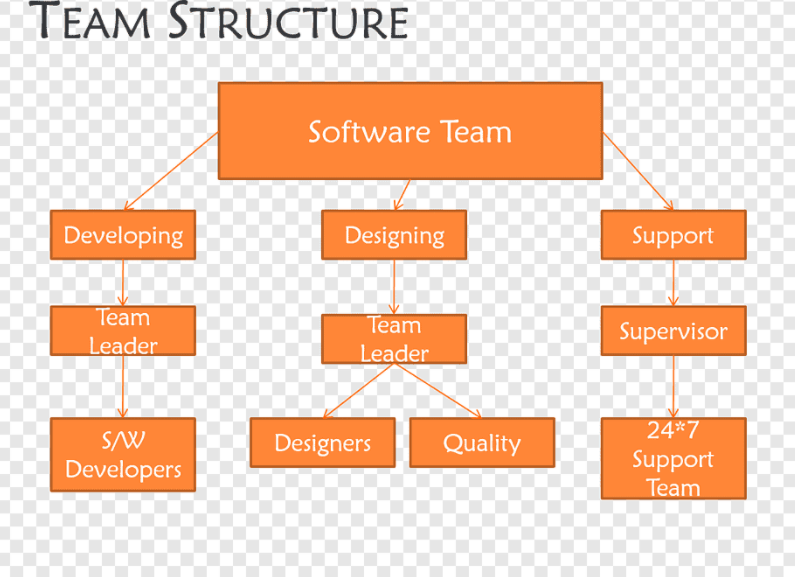 Team Structure
Software Team
Developing
Designing
Support
Team
Leader
Team
Leader
Supervisor
S/W
Developers
Designers
Quality
24*7
Support
Team